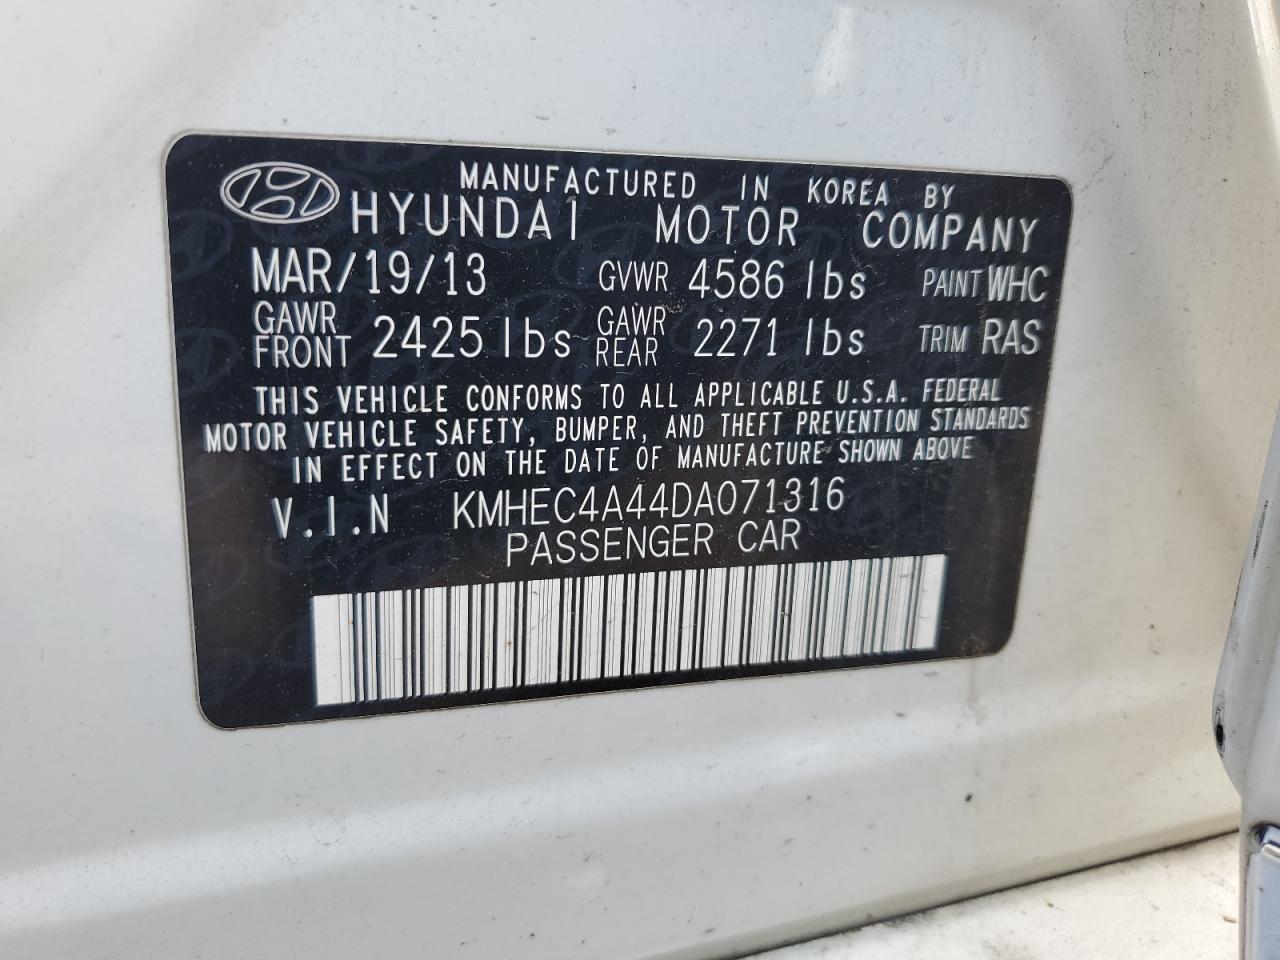 MANUFACTURED IN KOREA BY
HYUNDAI MOTOR COMPANY
MAR/19/13 GVWR 4586 lbs PAINT WHC
GAWR FRONT 2425 lbs GAWR REAR 2271 lbs TRIM RAS
THIS VEHICLE CONFORMS TO ALL APPLICABLE U.S.A. FEDERAL
MOTOR VEHICLE SAFETY, BUMPER, AND THEFT PREVENTION STANDARDS
IN EFFECT ON THE DATE OF MANUFACTURE SHOWN ABOVE
V.I.N KMHEC4A44DA071316
PASSENGER CAR